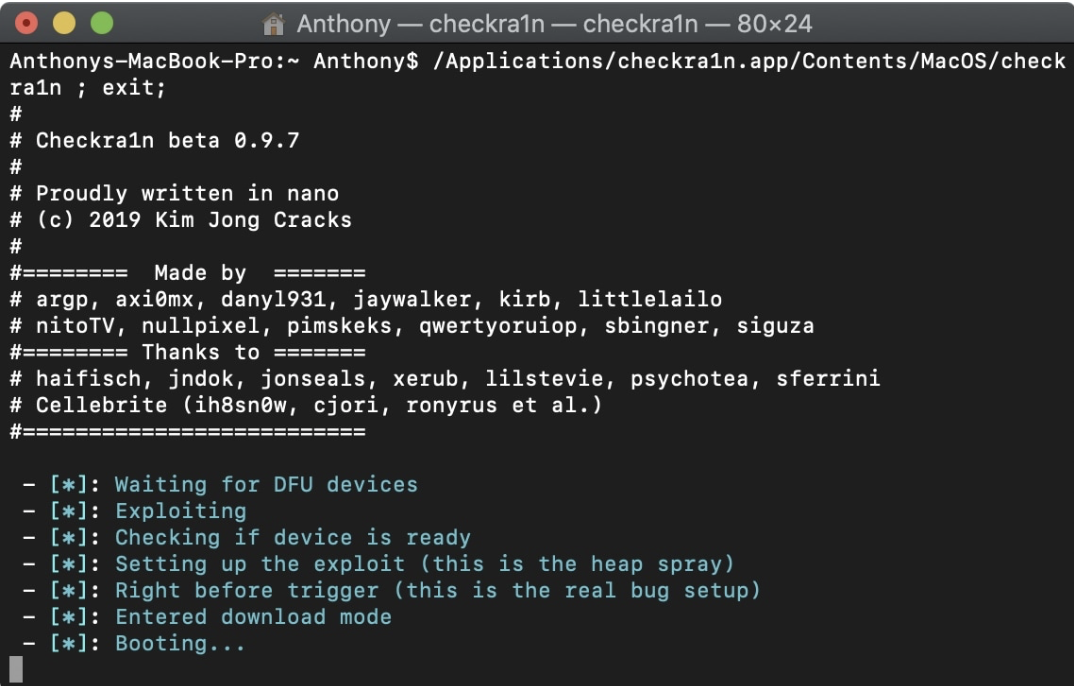 Anthony — checkra1n — checkra1n — 80×24
Anthonys-MacBook-Pro:~ Anthony$ /Applications/checkra1n.app/Contents/MacOS/check
ra1n ; exit;
#
# Checkra1n beta 0.9.7
#
# Proudly written in nano
# (c) 2019 Kim Jong Cracks
#
#========  Made by  =======
# argp, axi0mx, danyl931, jaywalker, kirb, littlelailo
# nitoTV, nullpixel, pimskeks, qwertyoruiop, sbingner, siguza
#======== Thanks to =======
# haifisch, jndok, jonseals, xerub, lilstevie, psychotea, sferrini
# Cellebrite (ih8sn0w, cjori, ronyrus et al.)
#==========================
- [*]: Waiting for DFU devices
- [*]: Exploiting
- [*]: Checking if device is ready
- [*]: Setting up the exploit (this is the heap spray)
- [*]: Right before trigger (this is the real bug setup)
- [*]: Entered download mode
- [*]: Booting...